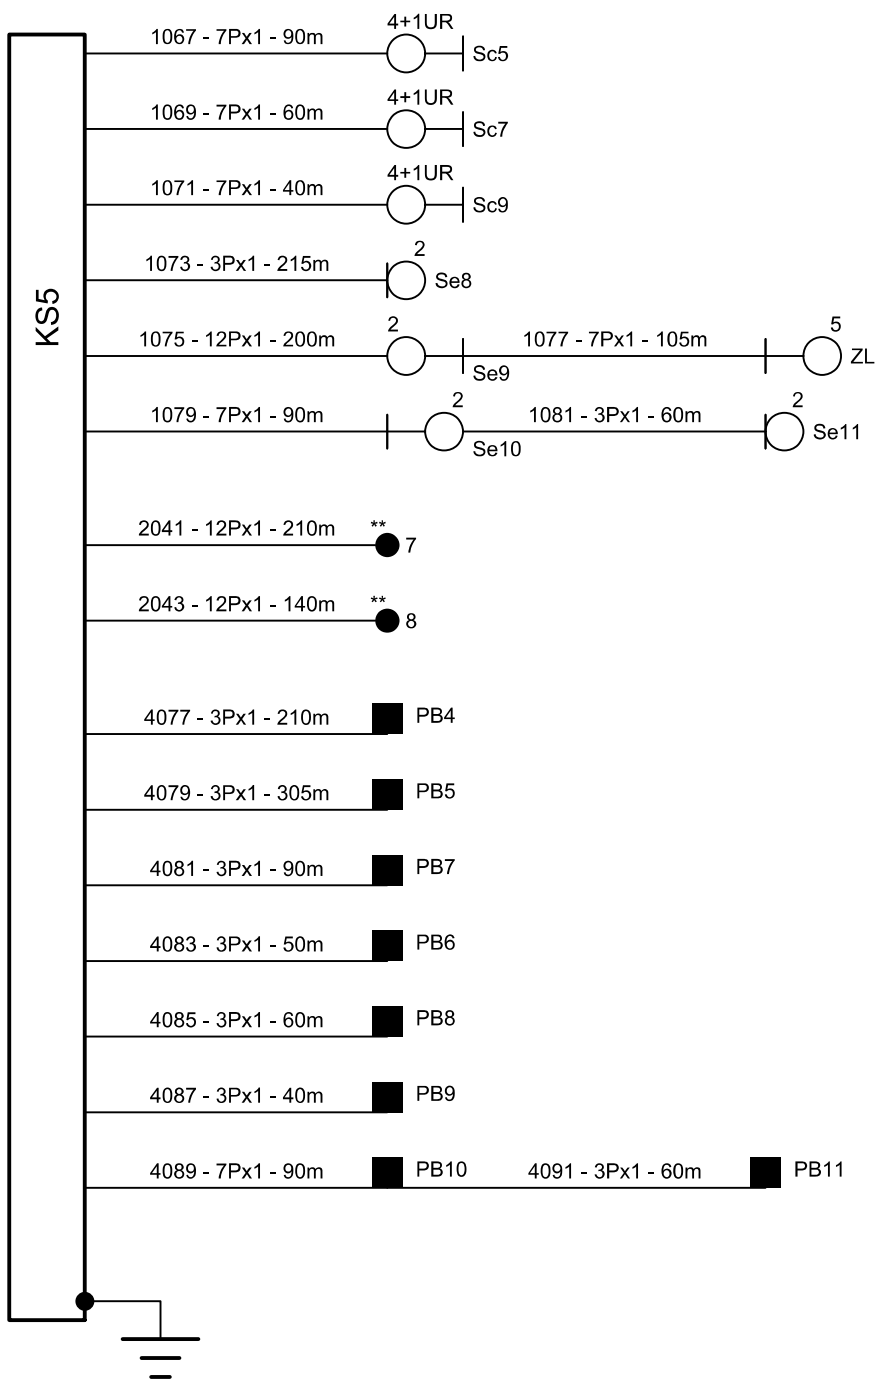 KS5
4+1UR
1067 - 7Px1 - 90m
Sc5
4+1UR
1069 - 7Px1 - 60m
Sc7
4+1UR
1071 - 7Px1 - 40m
Sc9
2
1073 - 3Px1 - 215m
Se8
2
5
1075 - 12Px1 - 200m
1077 - 7Px1 - 105m
Se9
ZL
2
2
1079 - 7Px1 - 90m
1081 - 3Px1 - 60m
Se10
Se11
2041 - 12Px1 - 210m
**
7
2043 - 12Px1 - 140m
**
8
4077 - 3Px1 - 210m
PB4
4079 - 3Px1 - 305m
PB5
4081 - 3Px1 - 90m
PB7
4083 - 3Px1 - 50m
PB6
4085 - 3Px1 - 60m
PB8
4087 - 3Px1 - 40m
PB9
4089 - 7Px1 - 90m
PB10
4091 - 3Px1 - 60m
PB11